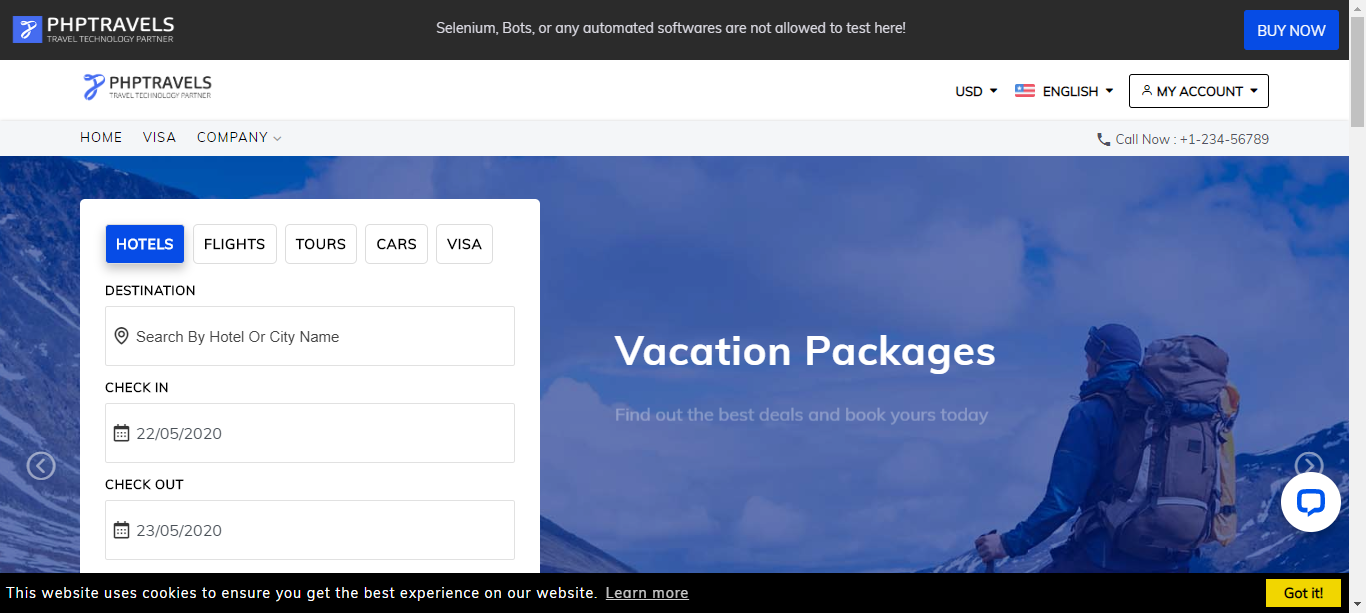 PHPTRAVELS
TRAVEL TECHNOLOGY PARTNER
Selenium, Bots, or any automated softwares are not allowed to test here!
BUY NOW
PHPTRAVELS
TRAVEL TECHNOLOGY PARTNER
USD
ENGLISH
MY ACCOUNT
HOME VISA COMPANY
Call Now : +1-234-56789
HOTELS FLIGHTS TOURS CARS VISA
DESTINATION
Search By Hotel Or City Name
CHECK IN
22/05/2020
CHECK OUT
23/05/2020
Vacation Packages
Find out the best deals and book yours today
This website uses cookies to ensure you get the best experience on our website. Learn more
Got it!